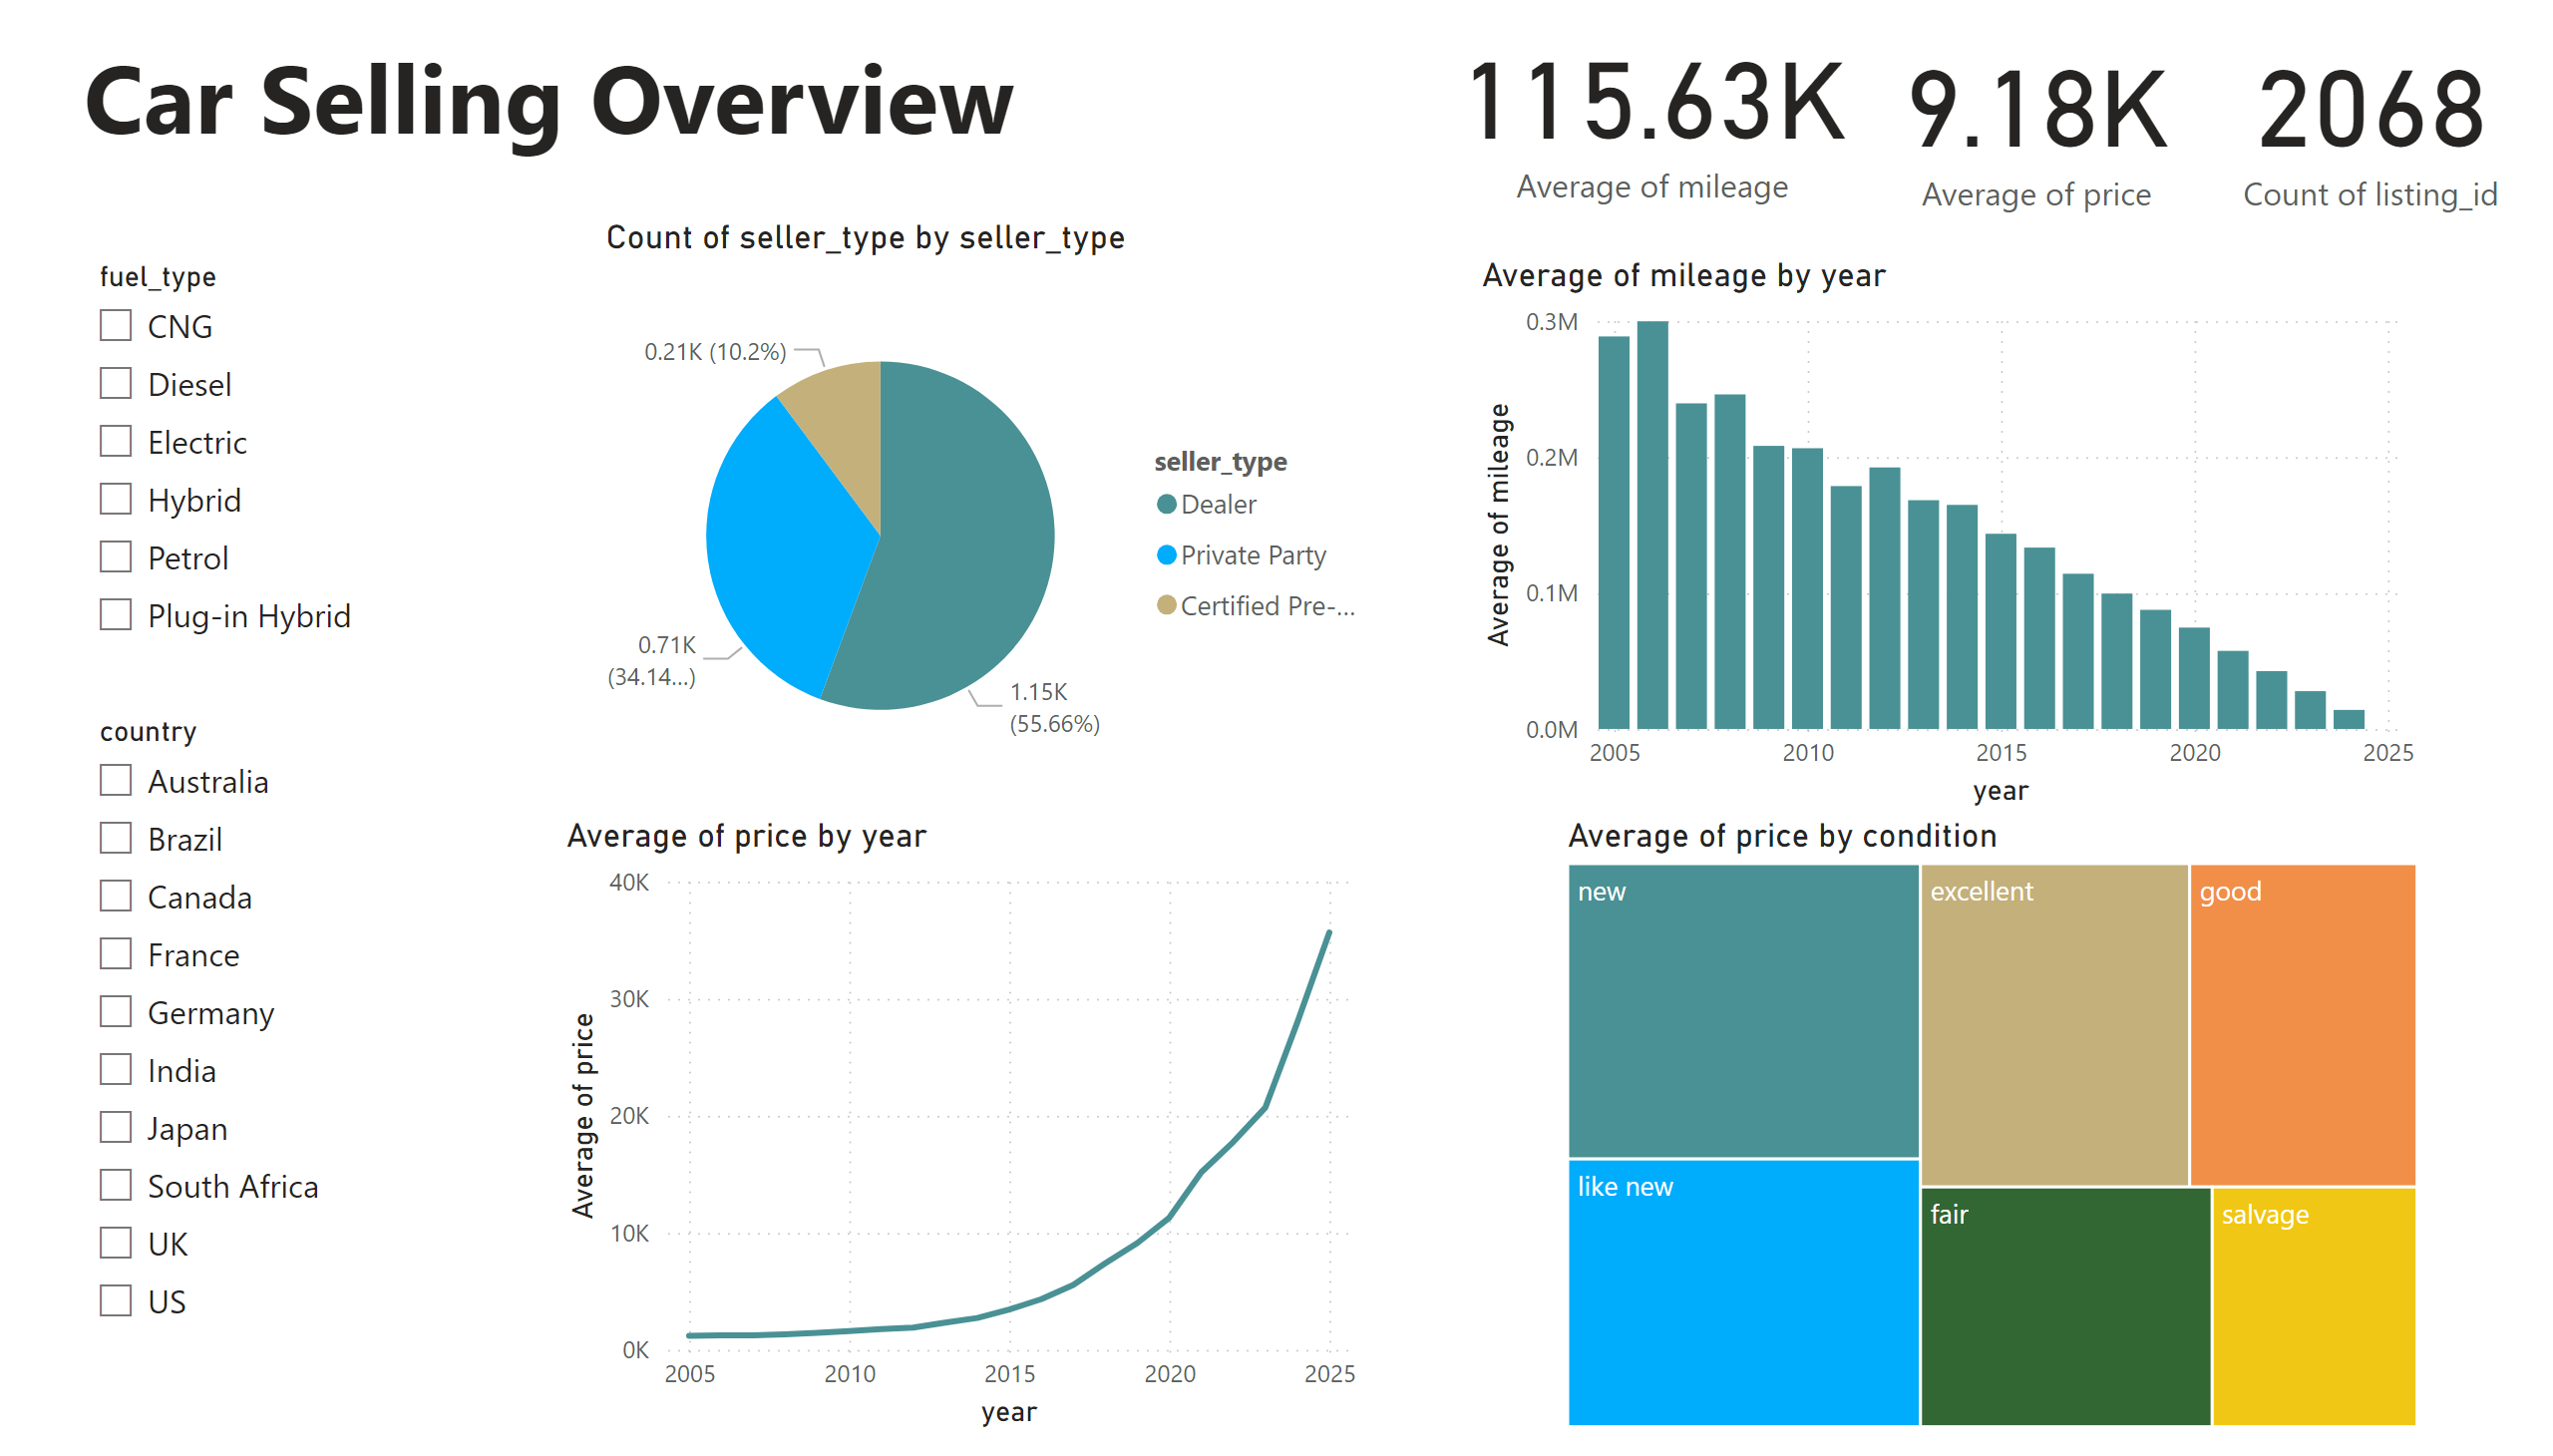 Car Selling Overview
115.63K
Average of mileage
9.18K
Average of price
2068
Count of listing_id
fuel_type
CNG
Diesel
Electric
Hybrid
Petrol
Plug-in Hybrid
country
Australia
Brazil
Canada
France
Germany
India
Japan
South Africa
UK
US
Count of seller_type by seller_type
0.21K (10.2%)
0.71K
(34.14...)
1.15K
(55.66%)
seller_type
Dealer
Private Party
Certified Pre-...
Average of mileage by year
Average of mileage
0.3M
0.2M
0.1M
0.0M
2005 2010 2015 2020 2025
year
Average of price by year
Average of price
40K
30K
20K
10K
0K
2005 2010 2015 2020 2025
year
Average of price by condition
new
excellent
good
like new
fair
salvage